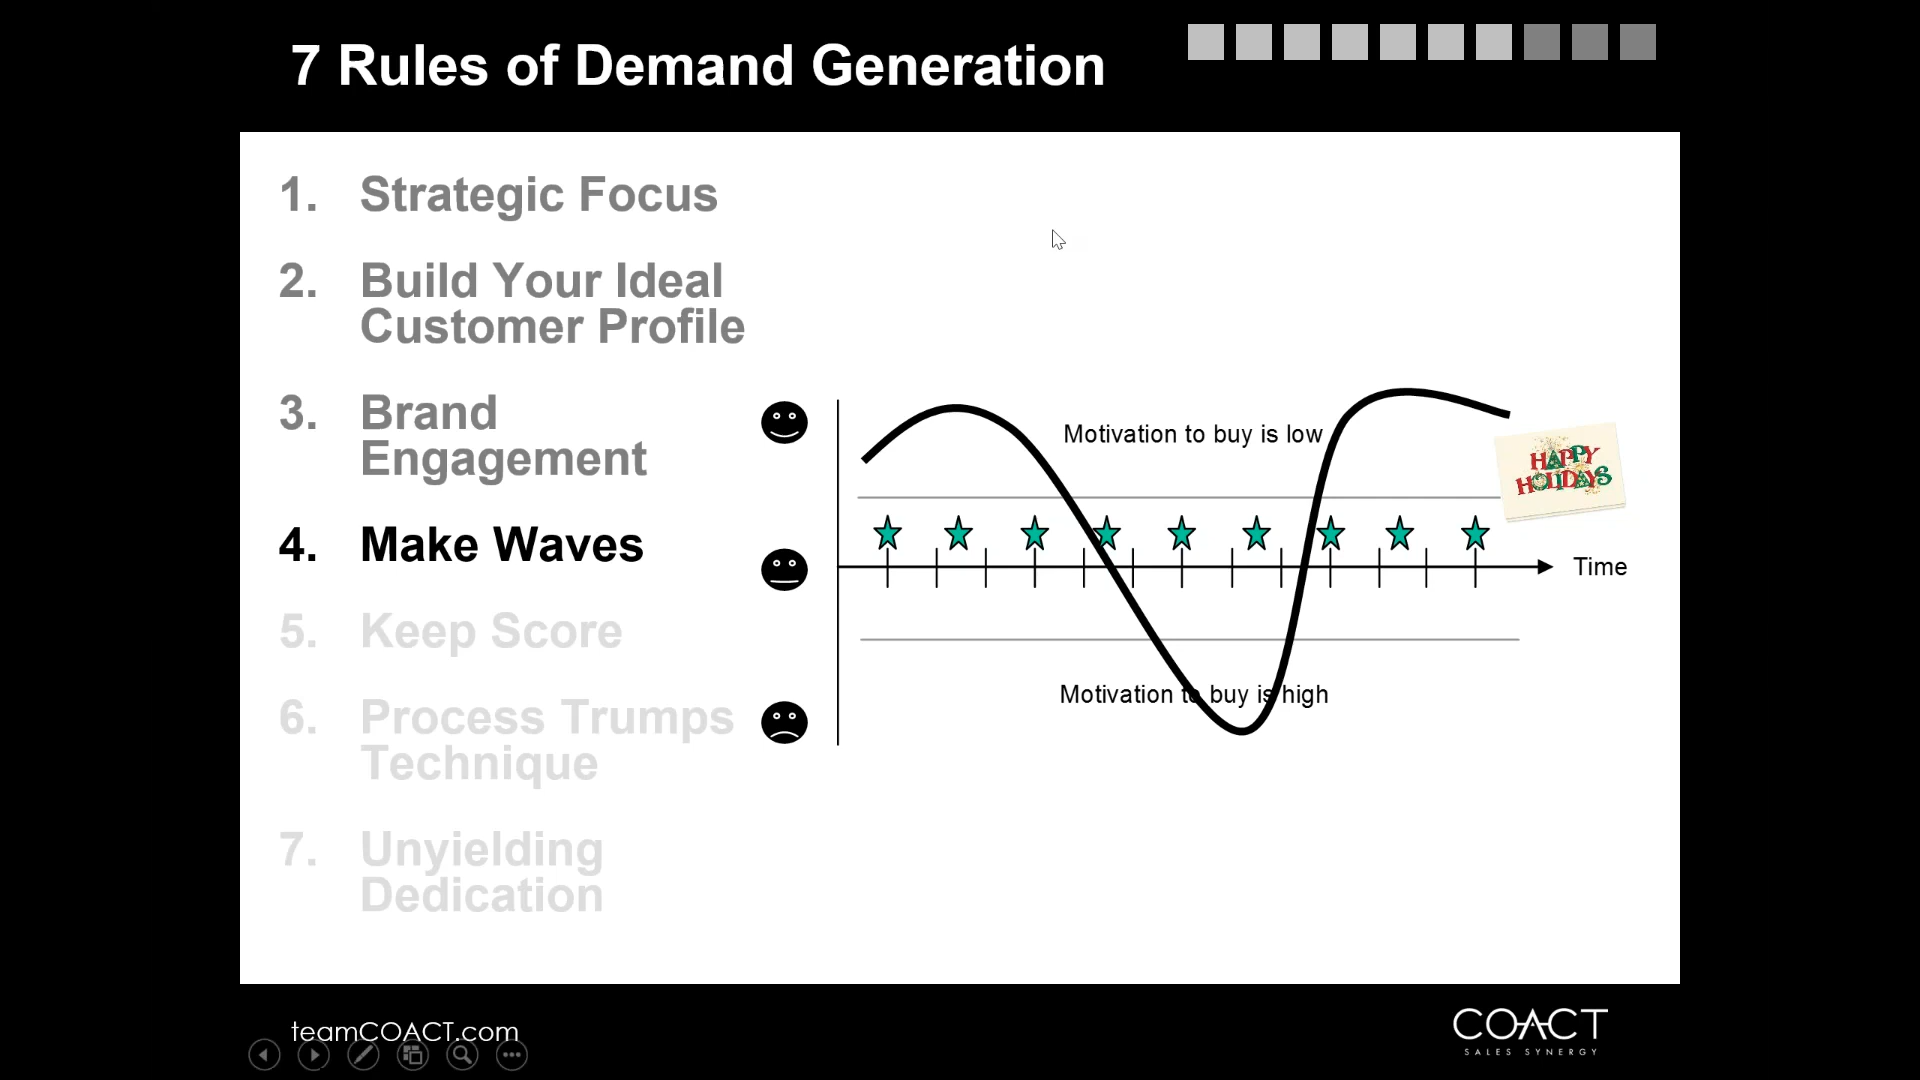 7 Rules of Demand Generation
1. Strategic Focus
2. Build Your Ideal
Customer Profile
3. Brand
Engagement
4. Make Waves
5. Keep Score
6. Process Trumps
Technique
7. Unyielding
Dedication
Motivation to buy is low
HAPPY
HOLIDAYS
Time
Motivation to buy is high
teamCOACT.com
COACT
SALES SYNERGY